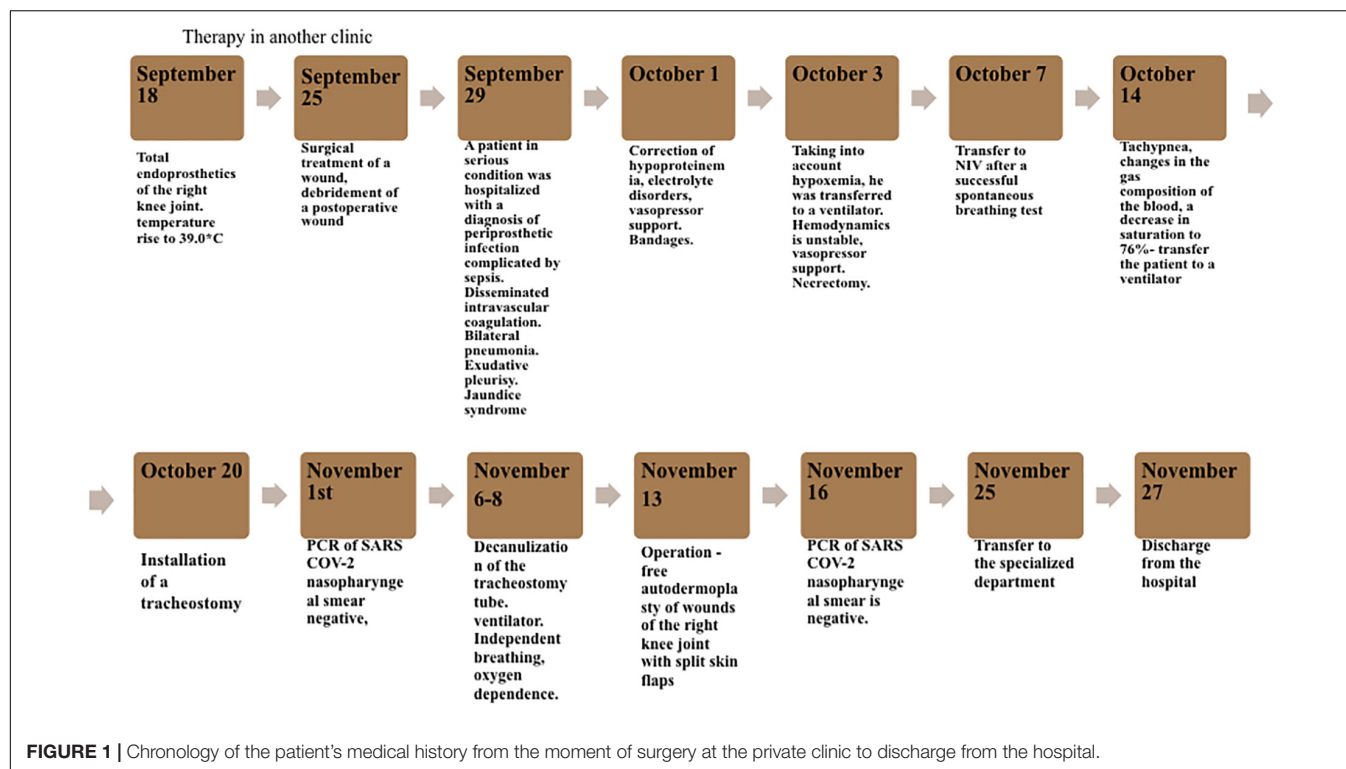 Therapy in another clinic
September
18
Total
endoprosthetics
of the right
knee joint.
temperature
rise to 39.0*C
September
25
Surgical
treatment of a
wound,
debridement of
a postoperative
wound
September
29
A patient in
serious
condition was
hospitalized
with a
diagnosis of
periprosthetic
infection
complicated by
sepsis.
Disseminated
intravascular
coagulation.
Bilateral
pneumonia.
Exudative
pleurisy.
Jaundice
syndrome
October 1
Correction of
hypoproteinem
ia, electrolyte
disorders,
vasopressor
support.
Bandages.
October 3
Taking into
account
hypoxemia, he
was transferred
to a ventilator.
Hemodynamics
is unstable,
vasopressor
support.
Necrectomy.
October 7
Transfer to
NIV after a
successful
spontaneous
breathing test
October
14
Tachypnea,
changes in the
gas
composition of
the blood, a
decrease in
saturation to
76%- transfer
the patient to a
ventilator
October 20
Installation
of a
tracheostomy
November
1st
PCR of SARS
COV-2
nasopharynge
al smear
negative,
November
6-8
Decanulizatio
n of the
tracheostomy
tube.
ventilator.
Independent
breathing,
oxygen
dependence.
November
13
Operation -
free
autodermopla
sty of wounds
of the right
knee joint
with split skin
flaps
November
16
PCR of SARS
COV-2
nasopharynge
al smear is
negative.
November
25
Transfer to
the specialized
department
November
27
Discharge
from the
hospital
FIGURE 1 | Chronology of the patient's medical history from the moment of surgery at the private clinic to discharge from the hospital.